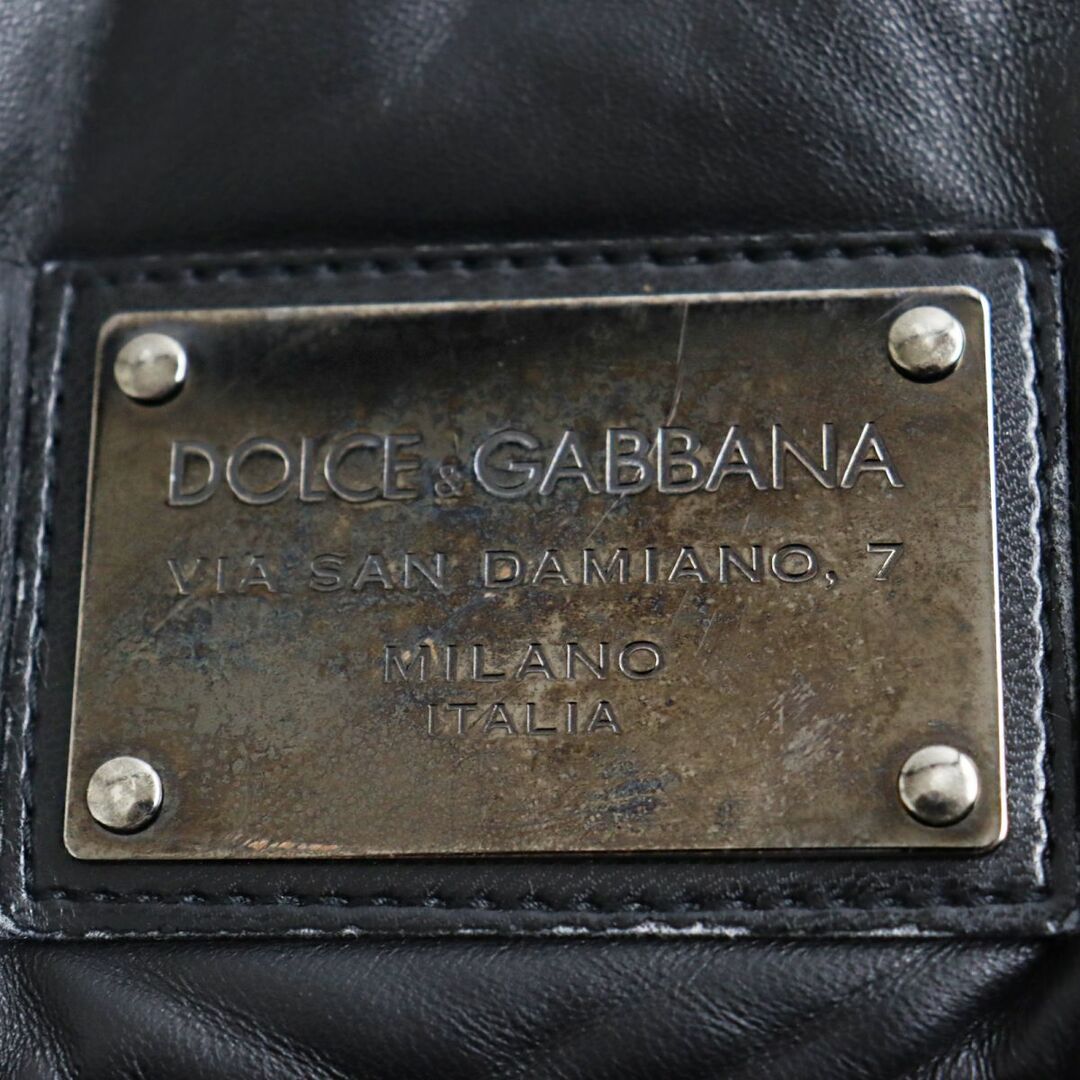 DOLCE & GABBANA
VIA SAN DAMIANO, 7
MILANO
ITALIA